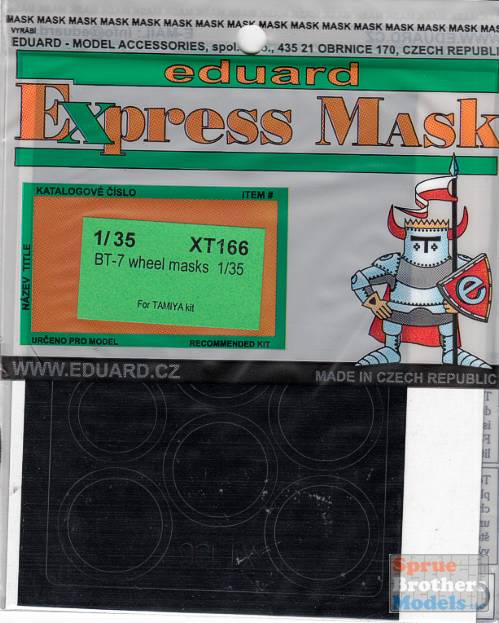 MASK MASK MASK MASK MASK MASK MASK MASK MASK MASK MASK MASK MASK MASK
VYRÁBÍ
EDUARD - MODEL ACCESSORIES, spol. 435 21 OBRNICE 170, CZECH REPUBLI
eduard
Express Mask
KATALOGOVÉ ČÍSLO ITEM #
NÁZEV TITLE
1/35 XT166
BT-7 wheel masks 1/35
For TAMIYA kit
URČENO PRO MODEL RECOMMENDED KIT
e
WWW.EDUARD.CZ
MADE IN CZECH REPUBLIC
Sprue
Brothers
Models